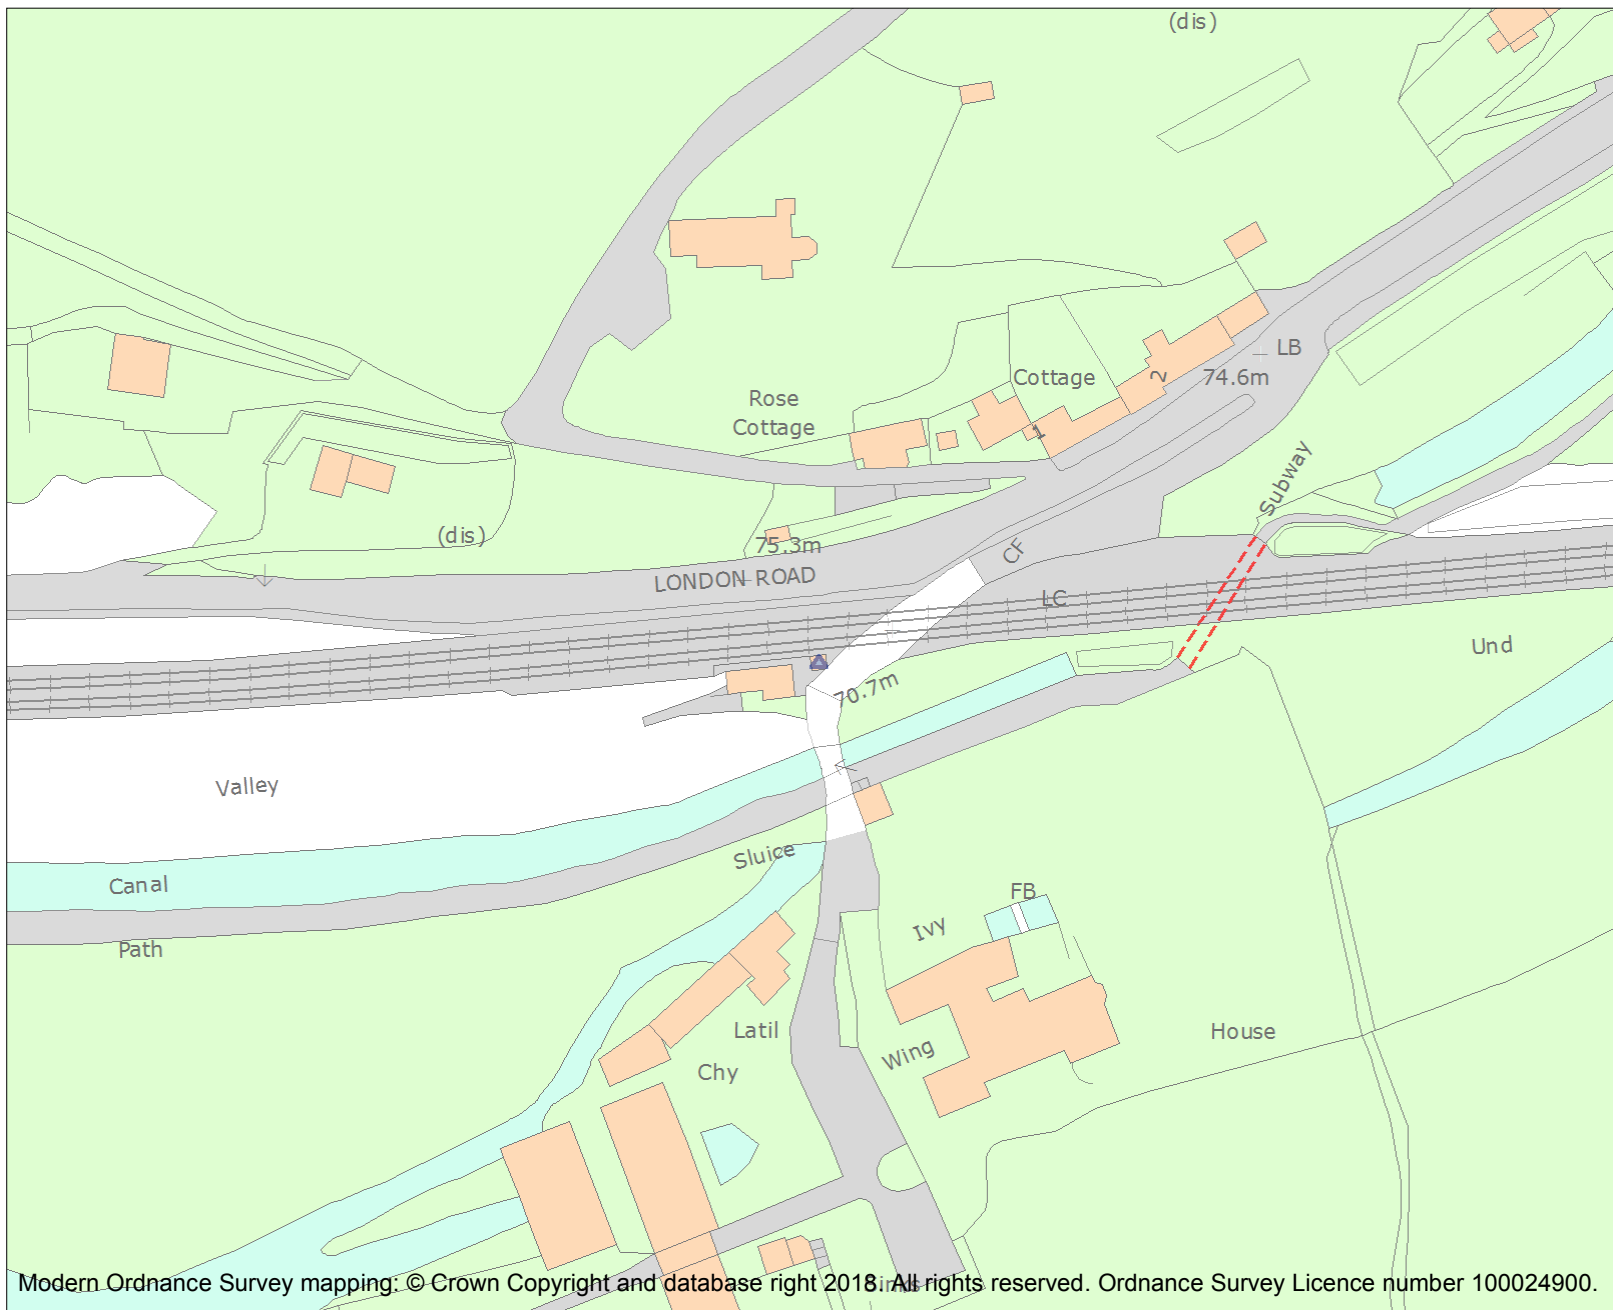 (dis)
LB
74.6m
Cottage
2
Rose
Cottage
1
Subway
(dis)
75.3m
CF
LONDON ROAD
LC
Und
70.7m
Valley
Sluice
Canal
FB
Ivy
Path
Latil
House
Wing
Chy
Modern Ordnance Survey mapping: © Crown Copyright and database right 2018. All rights reserved. Ordnance Survey Licence number 100024900.